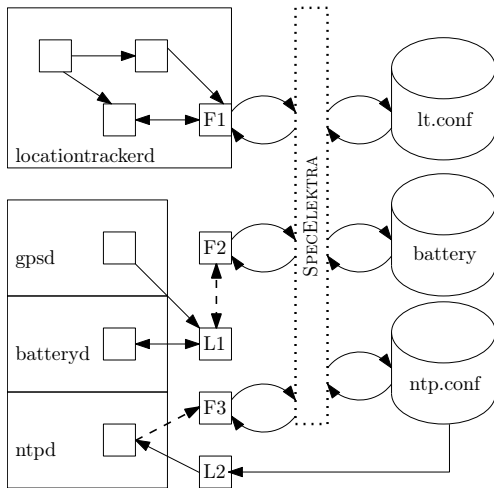 F1
lt.conf
locationtrackerd
SPECELEKTRA
gpsd
F2
battery
batteryd
L1
ntp.conf
F3
ntpd
L2